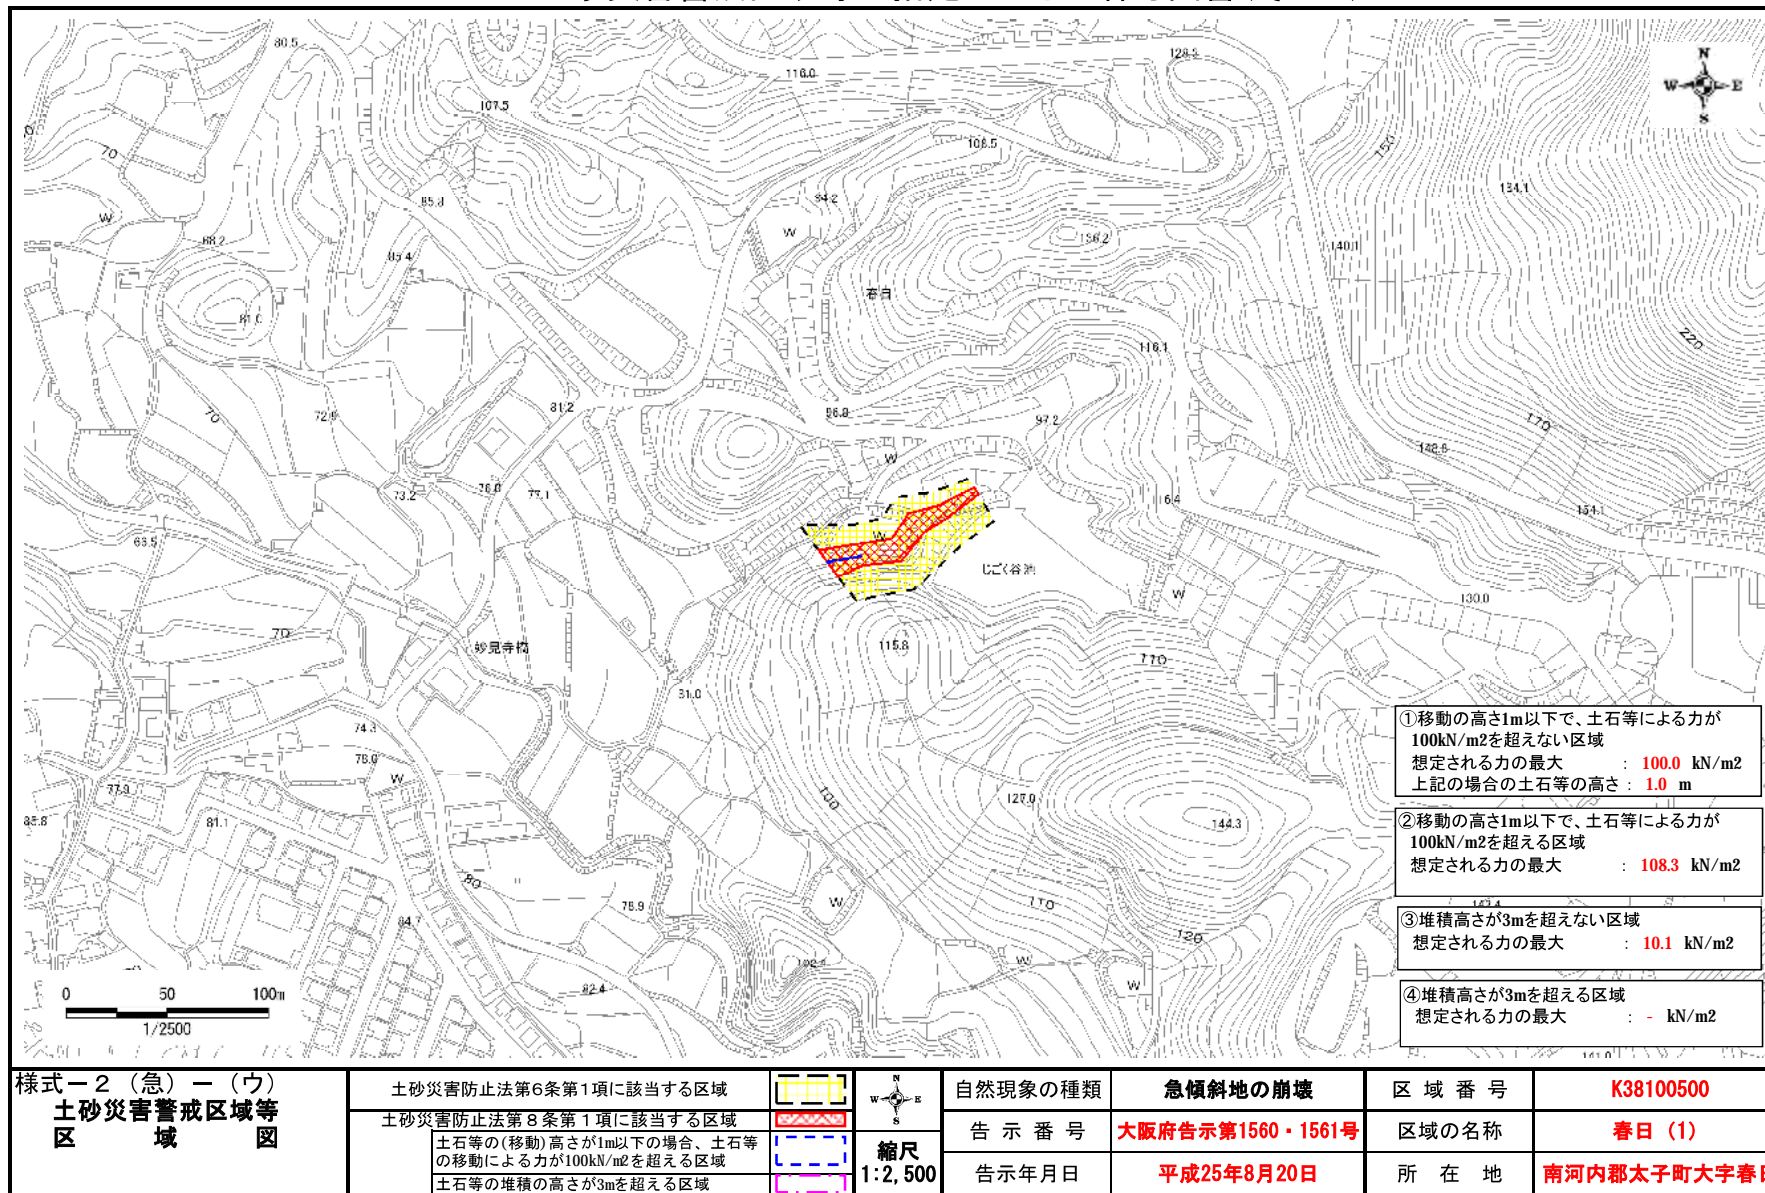 N
W E
S
80.5
116.0
128.3
107.5
108.5
150
134.1
70
W
85.3
84.2
W
136.2
140.1
68.2
85.4
春日
81.0
220
116.1
70
72.9
81.2
96.8
97.2
170
148.8
W
73.2
76.0
77.1
154.1
63.5
W
じごく谷池
W
130.0
70
妙見寺橋
115.8
110
81.0
74.3
78.0
W
77.9
81.1
100
127.0
144.3
80
W
78.9
84.7
110
120
W
W
102.4
82.4
①移動の高さ1m以下で、土石等による力が
100kN/m2を超えない区域
想定される力の最大 : 100.0 kN/m2
上記の場合の土石等の高さ : 1.0 m
②移動の高さ1m以下で、土石等による力が
100kN/m2を超える区域
想定される力の最大 : 108.3 kN/m2
③堆積高さが3mを超えない区域
想定される力の最大 : 10.1 kN/m2
④堆積高さが3mを超える区域
想定される力の最大 : - kN/m2
0 50 100m
1/2500
様式－2（急）－（ウ）
土砂災害警戒区域等
区域図
土砂災害防止法第6条第1項に該当する区域
土砂災害防止法第8条第1項に該当する区域
土石等の(移動)高さが1m以下の場合、土石等
の移動による力が100kN/m2を超える区域
土石等の堆積の高さが3mを超える区域
N
W E
S
縮尺
1:2,500
自然現象の種類 急傾斜地の崩壊 区域番号 K38100500
告示番号 大阪府告示第1560・1561号 区域の名称 春日（1）
告示年月日 平成25年8月20日 所在地 南河内郡太子町大字春日